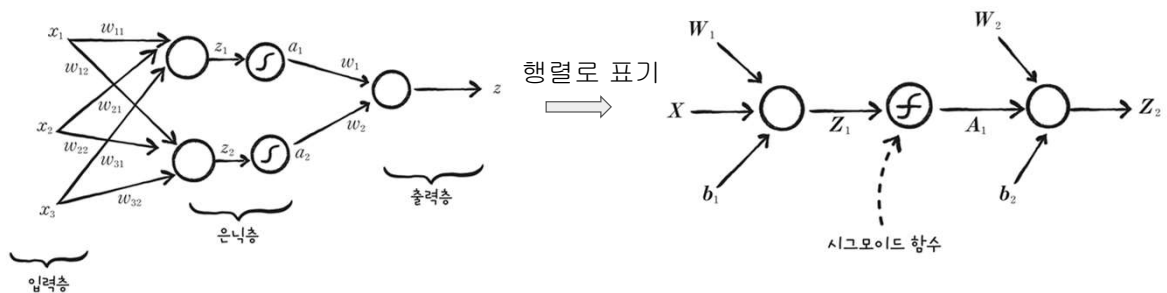 x₁
w₁₁
w₁₂
z₁
a₁
w₁
w₂₁
x₂
w₂₂
w₃₁
z₂
a₂
w₂
z
x₃
w₃₂
입력층
은닉층
출력층
행렬로 표기
W₁
X
b₁
Z₁
A₁
W₂
b₂
Z₂
시그모이드 함수